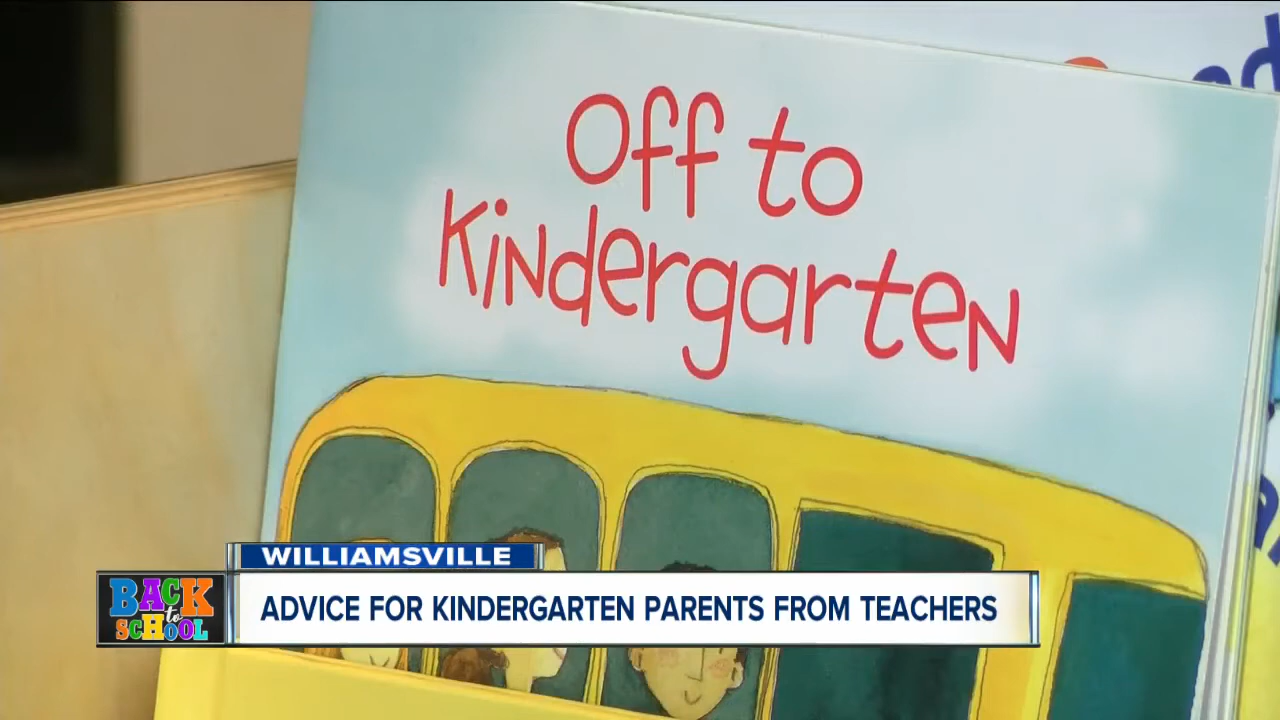 Off to
Kindergarten
WILLIAMSVILLE
BACK
to
SCHOOL
ADVICE FOR KINDERGARTEN PARENTS FROM TEACHERS